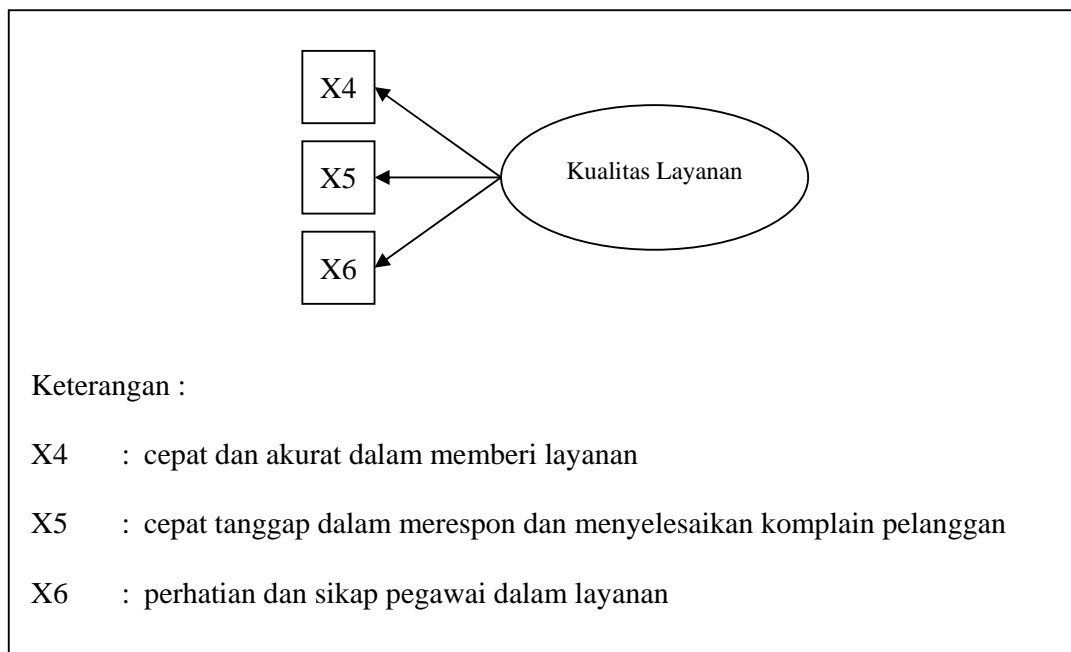 X4
X5
Kualitas Layanan
X6
Keterangan :
X4 : cepat dan akurat dalam memberi layanan
X5 : cepat tanggap dalam merespon dan menyelesaikan komplain pelanggan
X6 : perhatian dan sikap pegawai dalam layanan